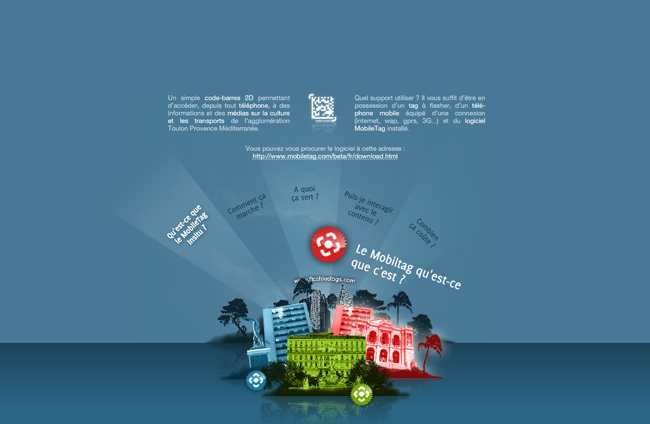 Un simple code-barres 2D permettant
d'accéder, depuis tout téléphone, à des
informations et des médias sur la culture
et les transports de l'agglomération
Toulon Provence Méditerranée.
Quel support utiliser ? Il vous suffit d'être en
possession d'un tag à flasher, d'un télé-
phone mobile équipé d'une connexion
(internet, wap, gprs, 3G...) et du logiciel
MobileTag installé.
Vous pouvez vous procurer le logiciel à cette adresse :
http://www.mobiletag.com/beta/fr/download.html
Qu'est-ce que
le MobileTag
Insitu ?
Comment ça
marche ?
A quoi
ça sert ?
Puis-je interagir
avec le
contenu ?
Combien
ça coûte ?
Le Mobiltag qu'est-ce
que c'est ?